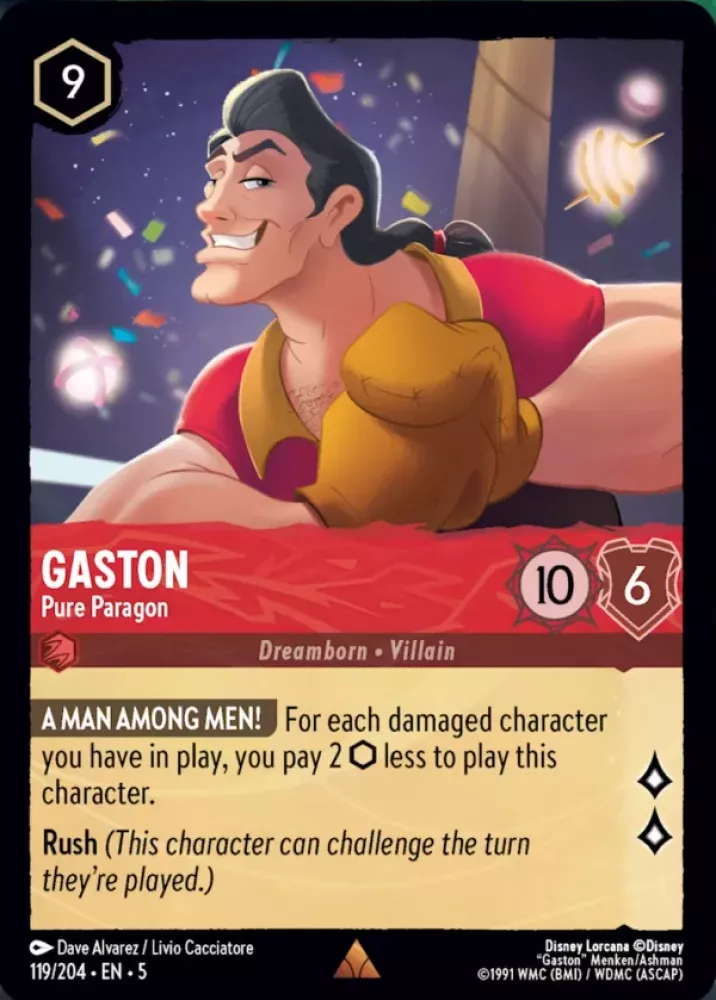 9
GASTON
Pure Paragon
10
6
Dreamborn • Villain
A MAN AMONG MEN! For each damaged character
you have in play, you pay 2 ⬡ less to play this
character.
Rush (This character can challenge the turn
they're played.)
Dave Alvarez / Livio Cacciatore
119/204 • EN • 5
Disney Lorcana ©Disney
"Gaston" Menken/Ashman
©1991 WMC (BMI) / WDMC (ASCAP)